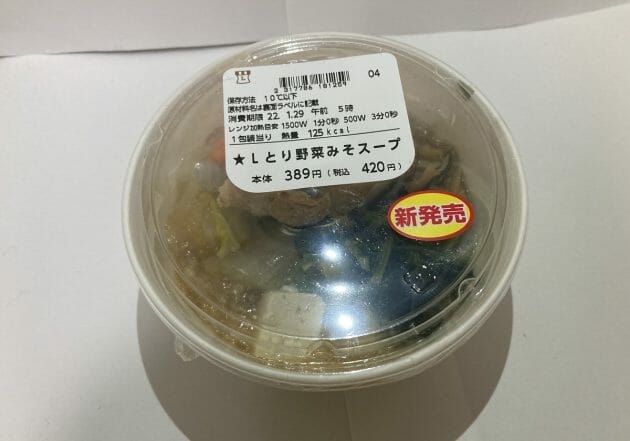 2 317786 181269
04
保存方法 10℃以下
原材料名は裏面ラベルに記載
消費期限 22. 1.29 午前 5時
レンジ加熱目安 1500W 1分0秒 500W 3分0秒
1包装当り 熱量 125kcal
★Lとり野菜みそスープ
本体 389円(税込 420円)
新発売